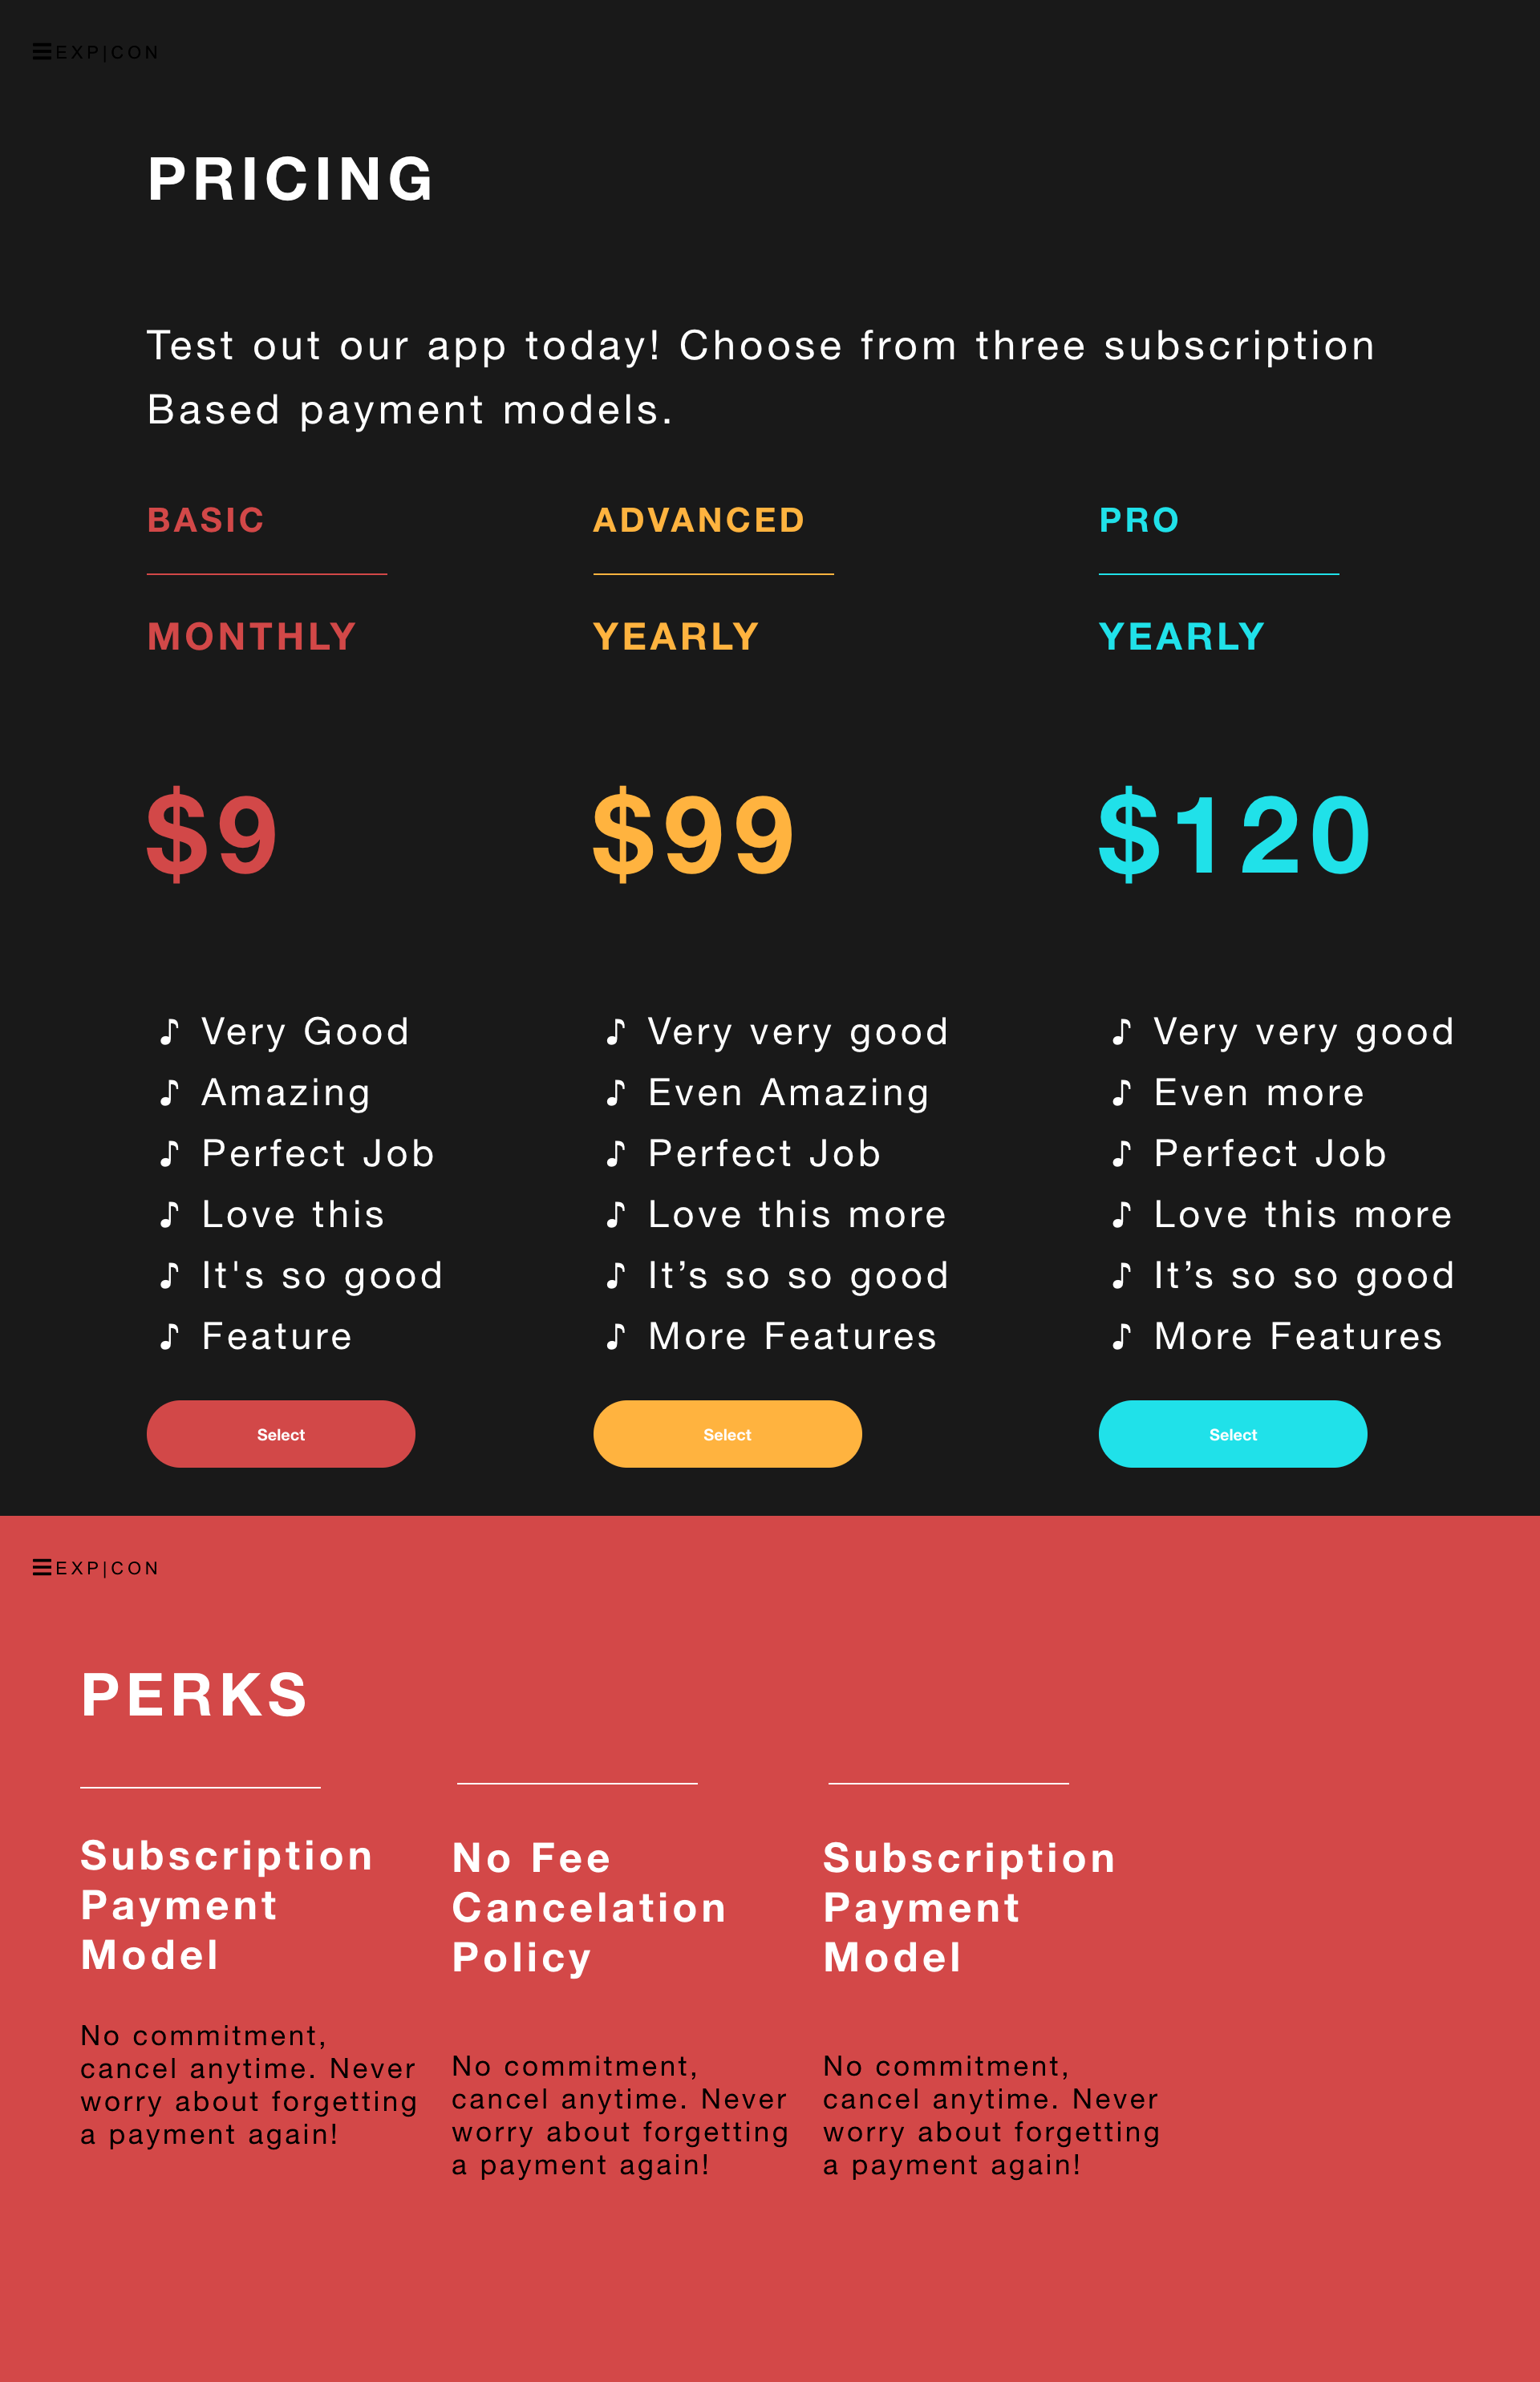 EXP|CON
PRICING
Test out our app today! Choose from three subscription
Based payment models.
BASIC
MONTHLY
$9
♪ Very Good
♪ Amazing
♪ Perfect Job
♪ Love this
♪ It's so good
♪ Feature
Select
ADVANCED
YEARLY
$99
♪ Very very good
♪ Even Amazing
♪ Perfect Job
♪ Love this more
♪ It’s so so good
♪ More Features
Select
PRO
YEARLY
$120
♪ Very very good
♪ Even more
♪ Perfect Job
♪ Love this more
♪ It’s so so good
♪ More Features
Select
EXP|CON
PERKS
Subscription
Payment
Model
No commitment,
cancel anytime. Never
worry about forgetting
a payment again!
No Fee
Cancelation
Policy
No commitment,
cancel anytime. Never
worry about forgetting
a payment again!
Subscription
Payment
Model
No commitment,
cancel anytime. Never
worry about forgetting
a payment again!